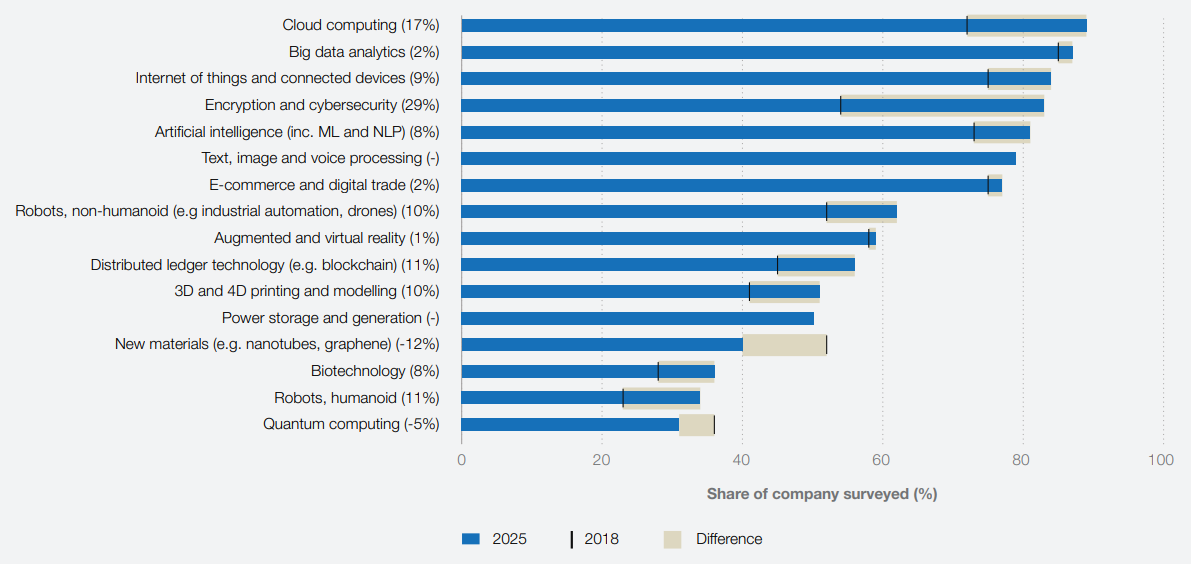 Cloud computing (17%)
Big data analytics (2%)
Internet of things and connected devices (9%)
Encryption and cybersecurity (29%)
Artificial intelligence (inc. ML and NLP) (8%)
Text, image and voice processing (-)
E-commerce and digital trade (2%)
Robots, non-humanoid (e.g industrial automation, drones) (10%)
Augmented and virtual reality (1%)
Distributed ledger technology (e.g. blockchain) (11%)
3D and 4D printing and modelling (10%)
Power storage and generation (-)
New materials (e.g. nanotubes, graphene) (-12%)
Biotechnology (8%)
Robots, humanoid (11%)
Quantum computing (-5%)
0 20 40 60 80 100
Share of company surveyed (%)
2025 2018 Difference